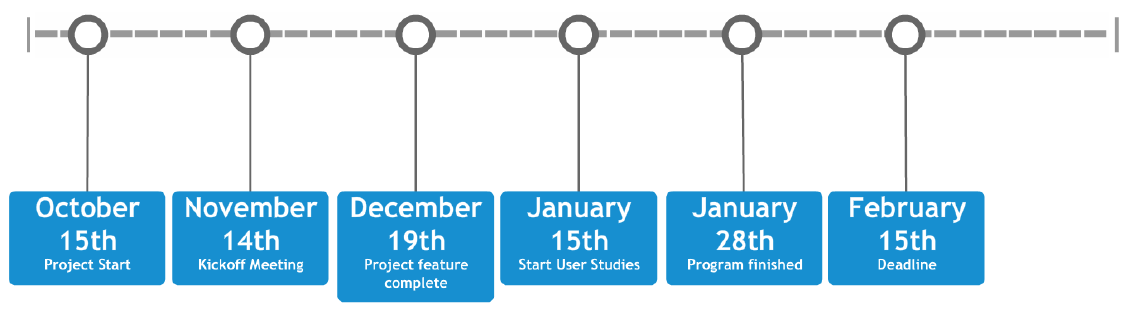 October
15th
Project Start
November
14th
Kickoff Meeting
December
19th
Project feature
complete
January
15th
Start User Studies
January
28th
Program finished
February
15th
Deadline